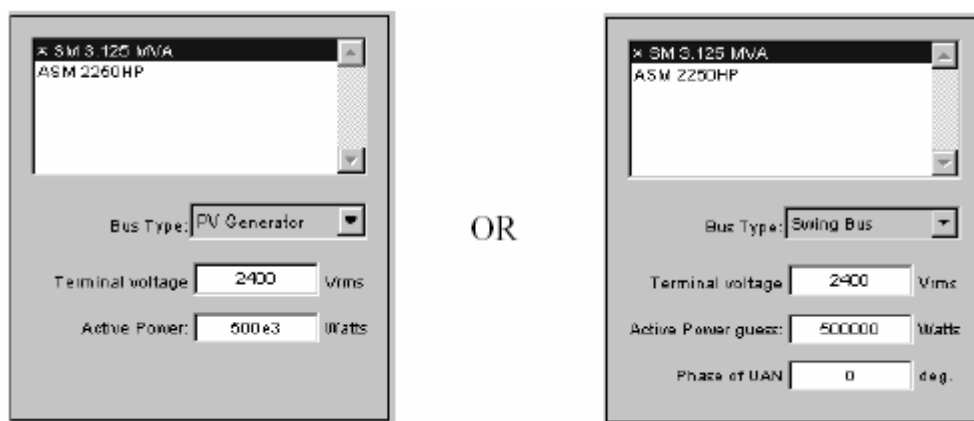 × SM 3.125 MVA
ASM 2250HP
Bus Type: PV Generator
Terminal voltage 2400 Vrms
Active Power: 500e3 Watts
OR
× SM 3.125 MVA
ASM 2250HP
Bus Type: Swing Bus
Terminal voltage 2400 Vrms
Active Power guess: 500000 Watts
Phase of UAN 0 deg.